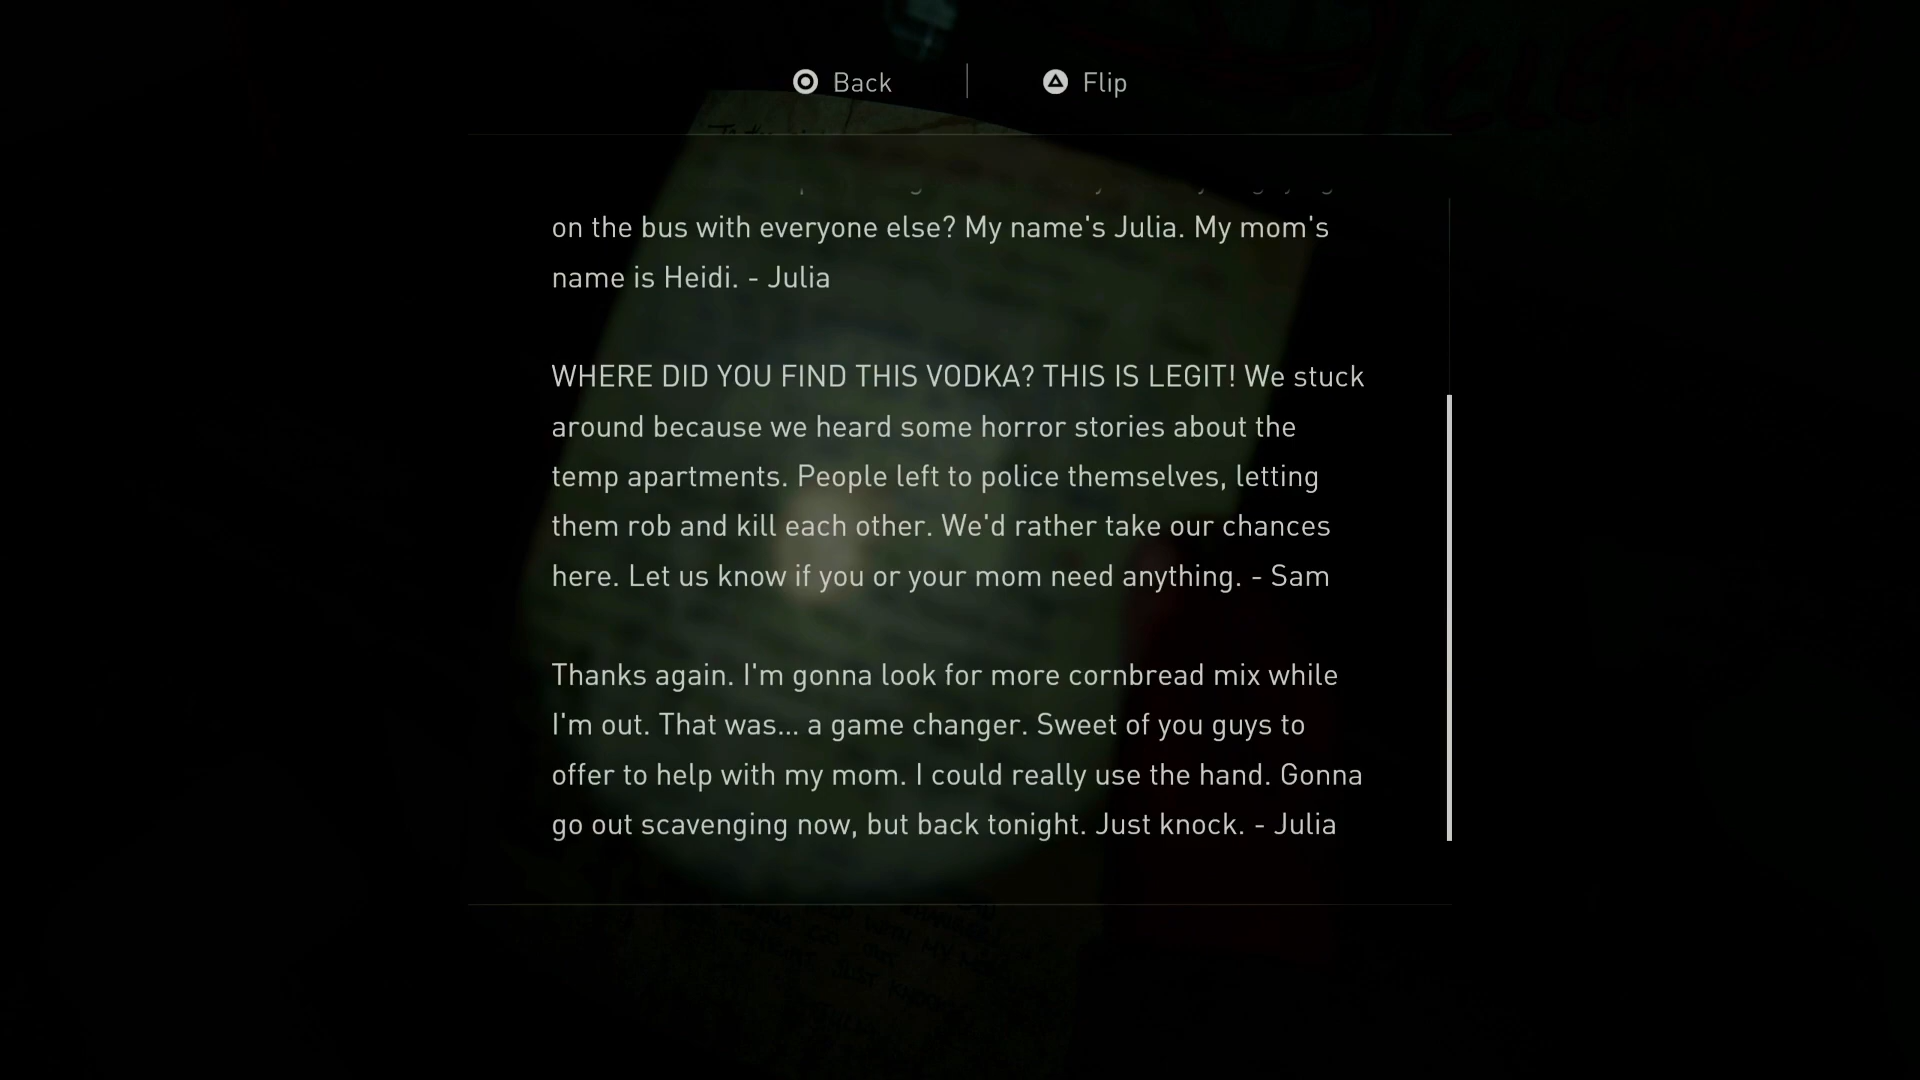 Back
Flip
on the bus with everyone else? My name's Julia. My mom's
name is Heidi. - Julia
WHERE DID YOU FIND THIS VODKA? THIS IS LEGIT! We stuck
around because we heard some horror stories about the
temp apartments. People left to police themselves, letting
them rob and kill each other. We'd rather take our chances
here. Let us know if you or your mom need anything. - Sam
Thanks again. I'm gonna look for more cornbread mix while
I'm out. That was... a game changer. Sweet of you guys to
offer to help with my mom. I could really use the hand. Gonna
go out scavenging now, but back tonight. Just knock. - Julia